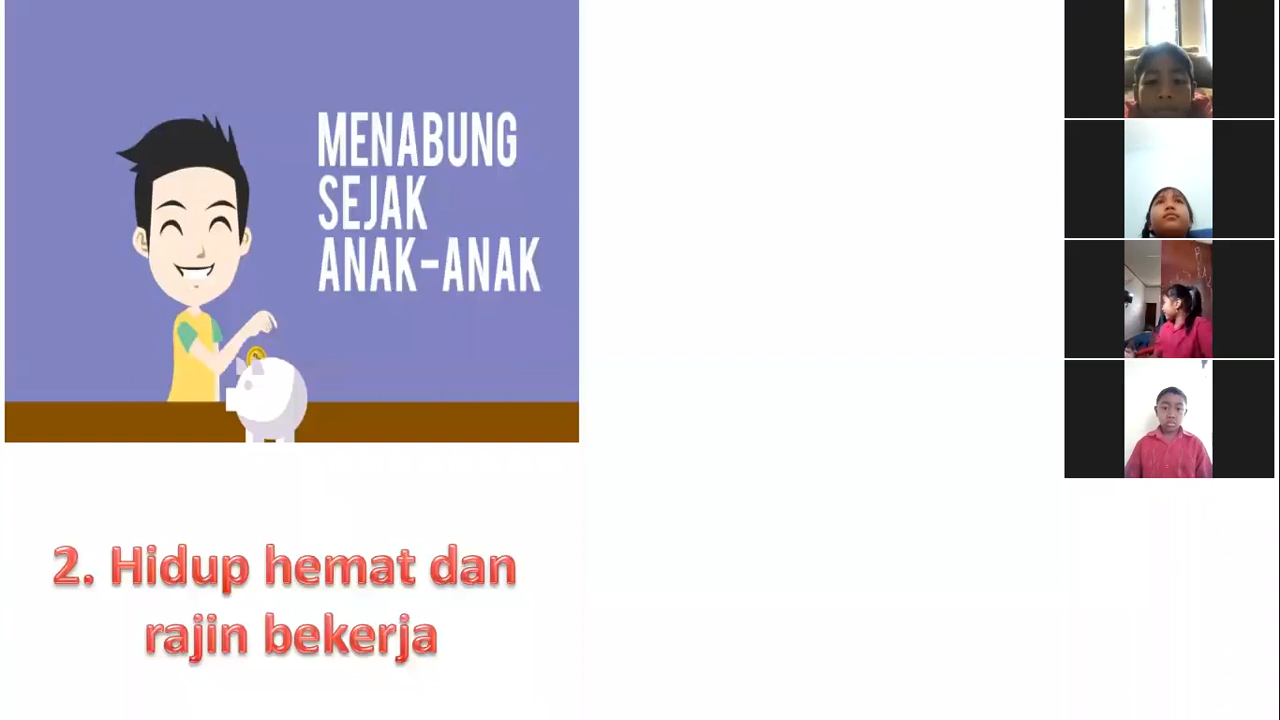 MENABUNG
SEJAK
ANAK-ANAK
2. Hidup hemat dan
rajin bekerja